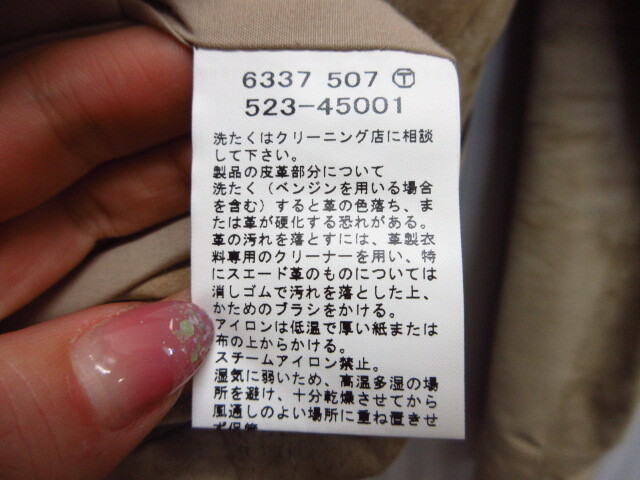 6337 507 Ⓣ
523-45001
洗たくはクリーニング店に相談
して下さい。
製品の皮革部分について
洗たく（ベンジンを用いる場合
を含む）すると革の色落ち、ま
たは革が硬化する恐れがある。
革の汚れを落とすには、革製衣
料専用のクリーナーを用い、特
にスエード革のものについては
消しゴムで汚れを落とした上、
かためのブラシをかける。
アイロンは低温で厚い紙または
布の上からかける。
スチームアイロン禁止。
湿気に弱いため、高温多湿の場
所を避け、十分乾燥させてから
風通しのよい場所に重ね置きせ
ず保管